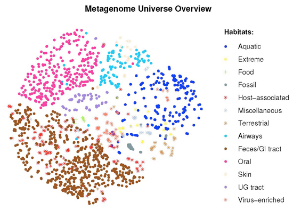 Metagenome Universe Overview
Habitats:
Aquatic
Extreme
Food
Fossil
Host-associated
Miscellaneous
Terrestrial
Airways
Feces/GI tract
Oral
Skin
UG tract
Virus-enriched